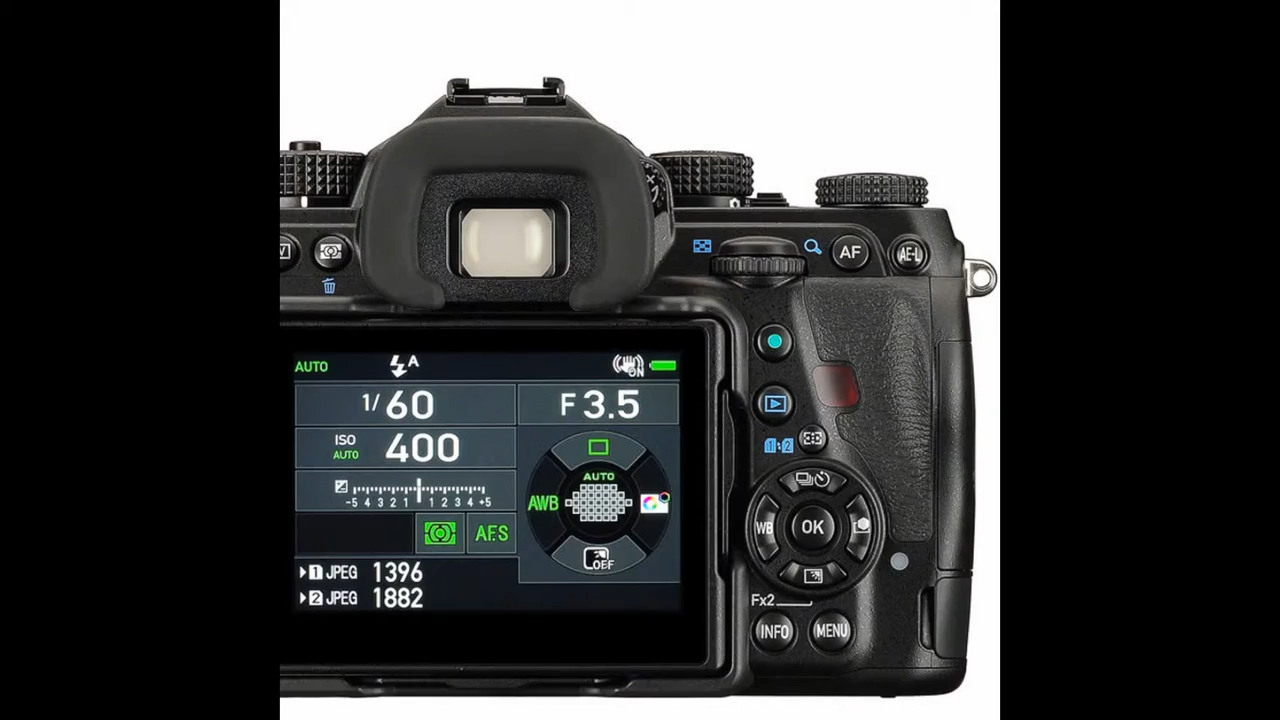 AF
AE-L
AUTO
A
ON
1/60
F3.5
ISO
AUTO
400
-5 4 3 2 1 1 2 3 4 +5
AUTO
AWB
AF.S
OFF
1 JPEG 1396
2 JPEG 1882
1 2
WB
OK
Fx2
INFO
MENU